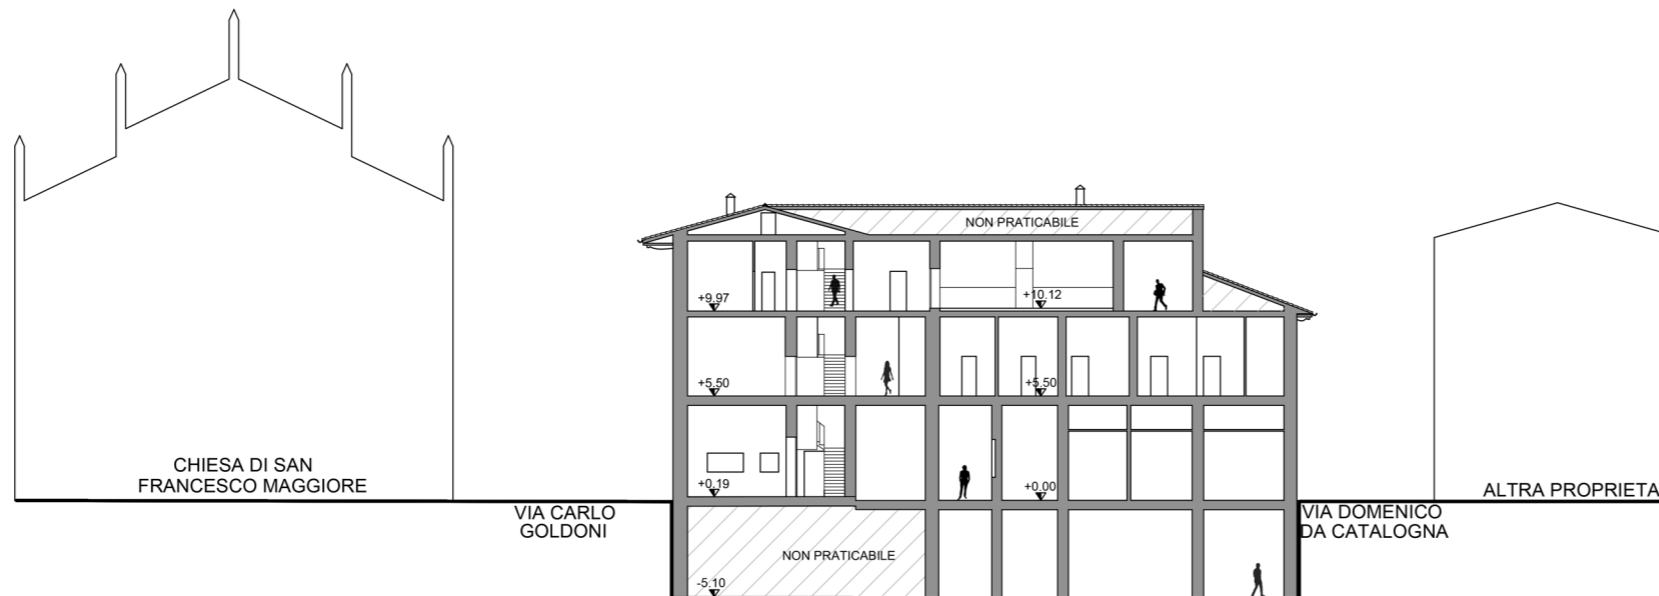 NON PRATICABILE
+9.97
+10.12
+5.50
+5.50
CHIESA DI SAN
FRANCESCO MAGGIORE
+0.19
+0.00
ALTRA PROPRIETA
VIA CARLO
GOLDONI
VIA DOMENICO
DA CATALOGNA
NON PRATICABILE
-5.10